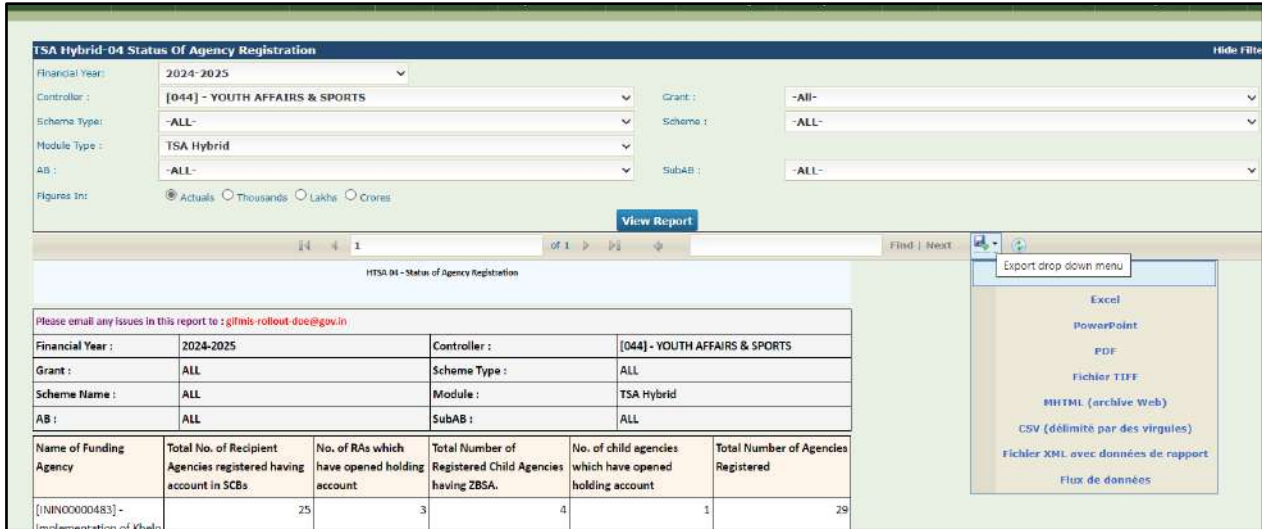 TSA Hybrid-04 Status Of Agency Registration Hide Filte
Financial Year: 2024-2025
Controller : [044] - YOUTH AFFAIRS & SPORTS Grant : -All-
Scheme Type: -ALL- Scheme : -ALL-
Module Type : TSA Hybrid
AB : -ALL- SubAB : -ALL-
Figures In: Actuals Thousands Lakhs Crores
View Report
1 of 1 Find | Next
Export drop down menu
Excel
PowerPoint
PDF
Fichier TIFF
MHTML (archive Web)
CSV (délimité par des virgules)
Fichier XML avec données de rapport
Flux de données
HTSA 04 - Status of Agency Registration
Please email any issues in this report to : gifmis-rollout-doe@gov.in
Financial Year : 2024-2025 Controller : [044] - YOUTH AFFAIRS & SPORTS
Grant : ALL Scheme Type : ALL
Scheme Name : ALL Module : TSA Hybrid
AB : ALL SubAB : ALL
Name of Funding Total No. of Recipient No. of RAs which Total Number of No. of child agencies Total Number of Agencies
Agency Agencies registered having have opened holding Registered Child Agencies which have opened Registered
account in SCBs account having ZBSA. holding account
[ININ00000483] - 25 3 4 1 29
Implementation of Khelo